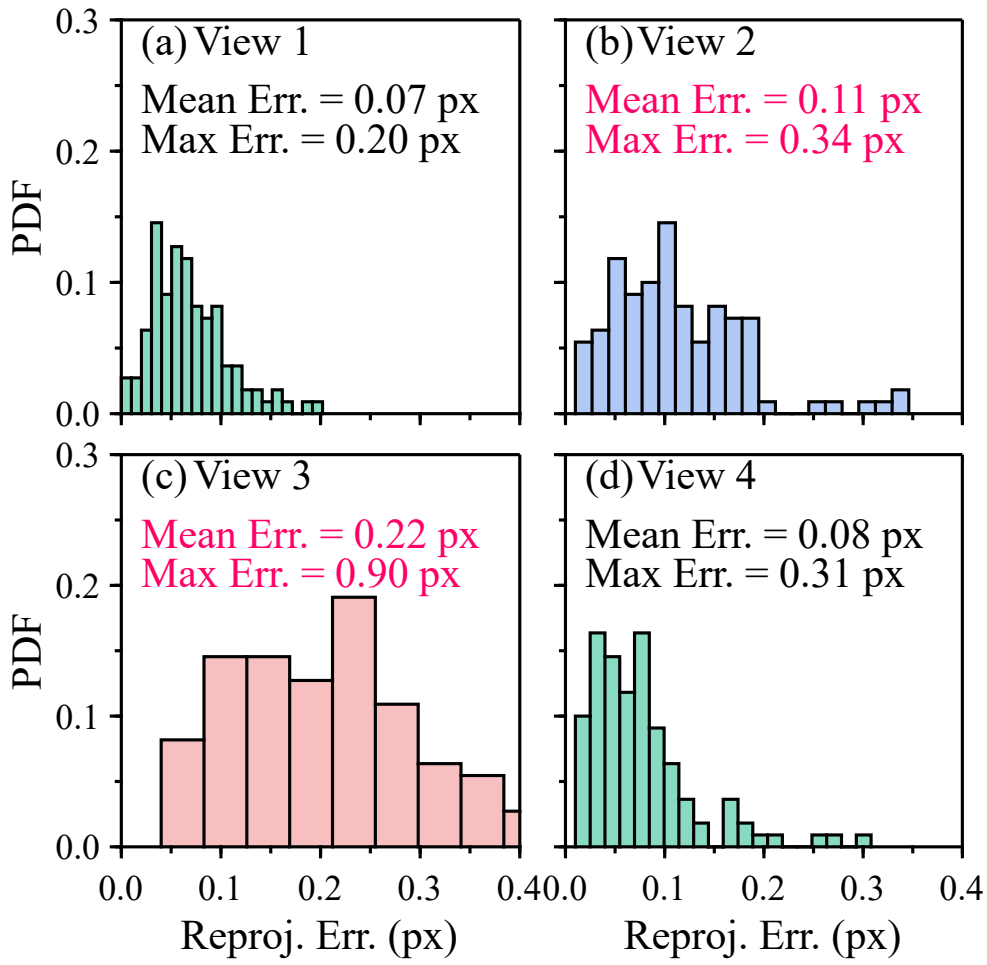 0.3
(a) View 1
Mean Err. = 0.07 px
Max Err. = 0.20 px
0.2
PDF
0.1
0.0
(b) View 2
Mean Err. = 0.11 px
Max Err. = 0.34 px
0.3
(c) View 3
Mean Err. = 0.22 px
Max Err. = 0.90 px
0.2
PDF
0.1
0.0
0.0 0.1 0.2 0.3 0.4
Reproj. Err. (px)
(d) View 4
Mean Err. = 0.08 px
Max Err. = 0.31 px
0.0 0.1 0.2 0.3 0.4
Reproj. Err. (px)